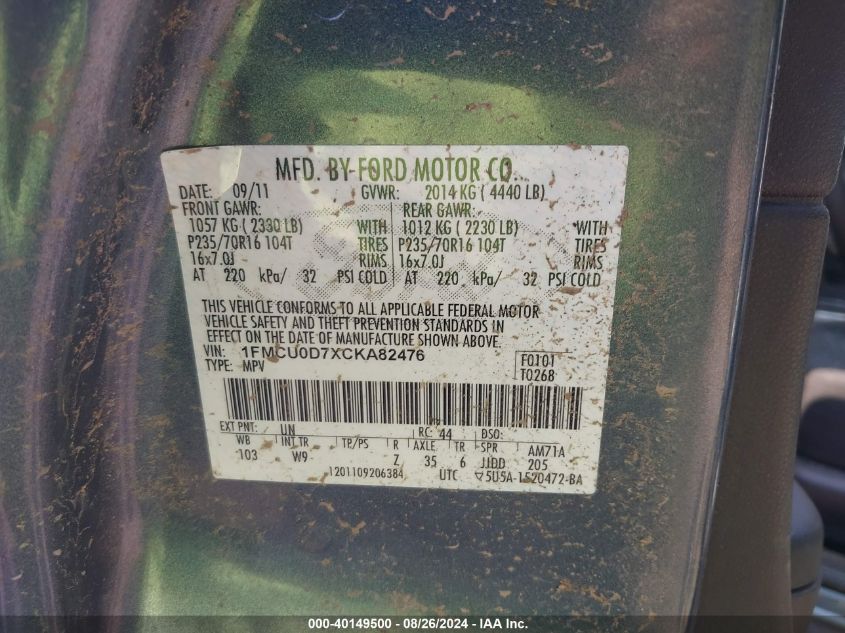 MFD. BY FORD MOTOR CO.
DATE: 09/11 GVWR: 2014 KG ( 4440 LB)
FRONT GAWR: REAR GAWR:
1057 KG ( 2330 LB) WITH 1012 KG ( 2230 LB) WITH
P235/70R16 104T TIRES P235/70R16 104T TIRES
16x7.0J RIMS 16x7.0J RIMS
AT 220 kPa/ 32 PSI COLD AT 220 kPa/ 32 PSI COLD
THIS VEHICLE CONFORMS TO ALL APPLICABLE FEDERAL MOTOR
VEHICLE SAFETY AND THEFT PREVENTION STANDARDS IN
EFFECT ON THE DATE OF MANUFACTURE SHOWN ABOVE.
VIN: 1FMCU0D7XCKA82476 F0101
TYPE: MPV T0268
EXT PNT: UN RC: 44 DSO:
WB INT TR TP/PS R AXLE TR SPR AM71A
103 W9 Z 35 6 JJDD 205
1201109206384 UTC ▽5U5A-1520472-BA
000-40149500 - 08/26/2024 - WWW.SCA.AUCTION.